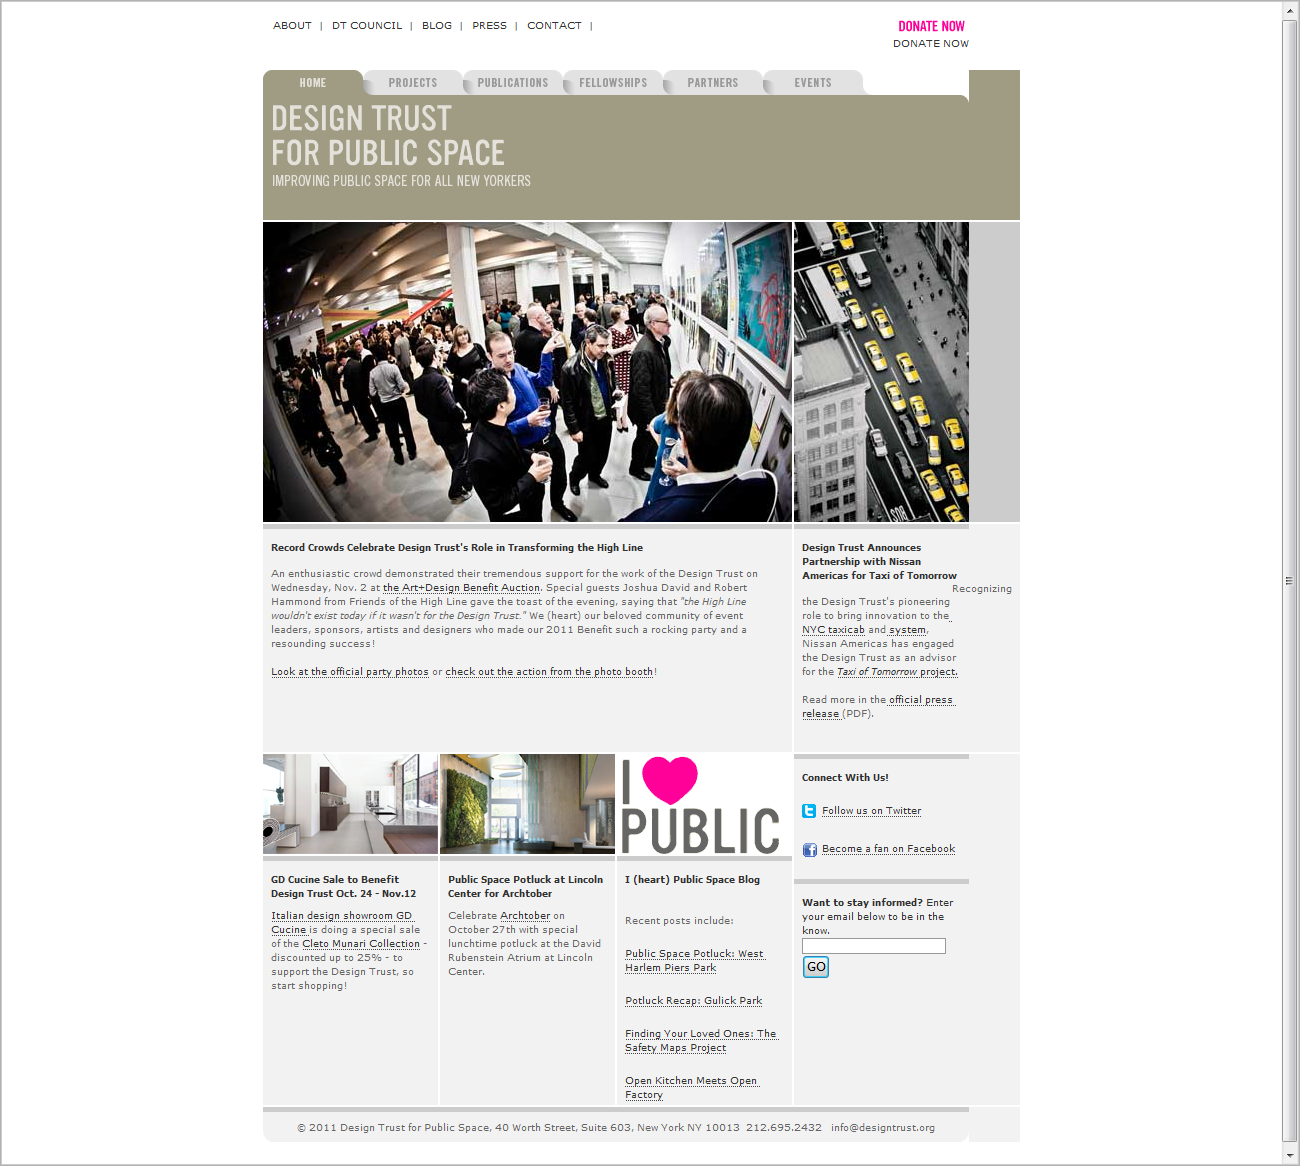 ABOUT | DT COUNCIL | BLOG | PRESS | CONTACT |
DONATE NOW
DONATE NOW
HOME PROJECTS PUBLICATIONS FELLOWSHIPS PARTNERS EVENTS
DESIGN TRUST
FOR PUBLIC SPACE
IMPROVING PUBLIC SPACE FOR ALL NEW YORKERS
Record Crowds Celebrate Design Trust's Role in Transforming the High Line
An enthusiastic crowd demonstrated their tremendous support for the work of the Design Trust on
Wednesday, Nov. 2 at the Art+Design Benefit Auction. Special guests Joshua David and Robert
Hammond from Friends of the High Line gave the toast of the evening, saying that "the High Line
wouldn't exist today if it wasn't for the Design Trust." We (heart) our beloved community of event
leaders, sponsors, artists and designers who made our 2011 Benefit such a rocking party and a
resounding success!
Look at the official party photos or check out the action from the photo booth!
Design Trust Announces
Partnership with Nissan
Americas for Taxi of Tomorrow
Recognizing
the Design Trust's pioneering
role to bring innovation to the
NYC taxicab and system,
Nissan Americas has engaged
the Design Trust as an advisor
for the Taxi of Tomorrow project.
Read more in the official press
release (PDF).
I
PUBLIC
GD Cucine Sale to Benefit
Design Trust Oct. 24 - Nov.12
Italian design showroom GD
Cucine is doing a special sale
of the Cleto Munari Collection -
discounted up to 25% - to
support the Design Trust, so
start shopping!
Public Space Potluck at Lincoln
Center for Archtober
Celebrate Archtober on
October 27th with special
lunchtime potluck at the David
Rubenstein Atrium at Lincoln
Center.
I (heart) Public Space Blog
Recent posts include:
Public Space Potluck: West
Harlem Piers Park
Potluck Recap: Gulick Park
Finding Your Loved Ones: The
Safety Maps Project
Open Kitchen Meets Open
Factory
Connect With Us!
Follow us on Twitter
Become a fan on Facebook
Want to stay informed? Enter
your email below to be in the
know.
GO
© 2011 Design Trust for Public Space, 40 Worth Street, Suite 603, New York NY 10013 212.695.2432 info@designtrust.org